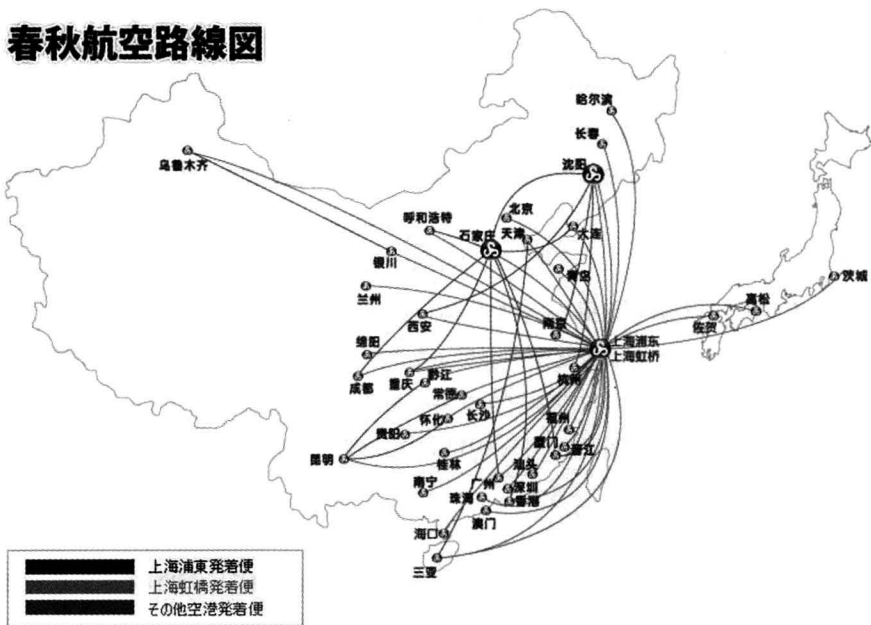 春秋航空路線図
哈尔滨
长春
乌鲁木齐
沈阳
呼和浩特
北京
石家庄
天津
大连
银川
青岛
茨城
兰州
高松
西安
南京
佐贺
上海浦东
上海虹桥
绵阳
杭州
成都
重庆
黔江
常德
长沙
怀化
贵阳
福州
厦门
晋江
昆明
桂林
汕头
广州
南宁
深圳
珠海
香港
澳门
海口
三亚
上海浦東発着便
上海虹橋発着便
その他空港発着便